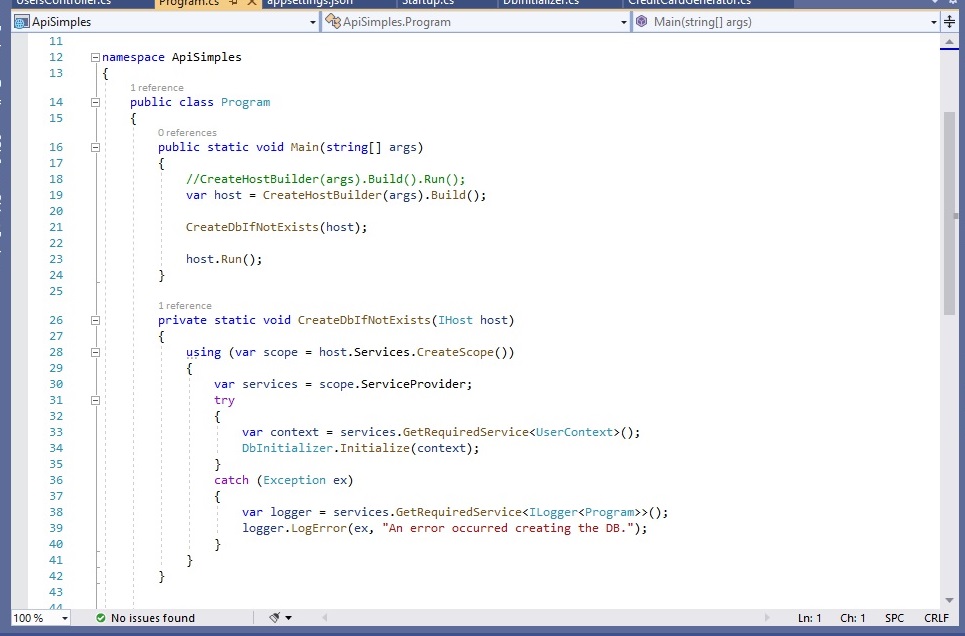 UsersController.cs Program.cs appsettings.json Startup.cs DbInitializer.cs CreditCardGenerator.cs
ApiSimples ApiSimples.Program Main(string[] args)
11
12 namespace ApiSimples
13 {
1 reference
14 public class Program
15 {
0 references
16 public static void Main(string[] args)
17 {
18 //CreateHostBuilder(args).Build().Run();
19 var host = CreateHostBuilder(args).Build();
20
21 CreateDbIfNotExists(host);
22
23 host.Run();
24 }
25
1 reference
26 private static void CreateDbIfNotExists(IHost host)
27 {
28 using (var scope = host.Services.CreateScope())
29 {
30 var services = scope.ServiceProvider;
31 try
32 {
33 var context = services.GetRequiredService<UserContext>();
34 DbInitializer.Initialize(context);
35 }
36 catch (Exception ex)
37 {
38 var logger = services.GetRequiredService<ILogger<Program>>();
39 logger.LogError(ex, "An error occurred creating the DB.");
40 }
41 }
42 }
43
44
100 % No issues found Ln: 1 Ch: 1 SPC CRLF